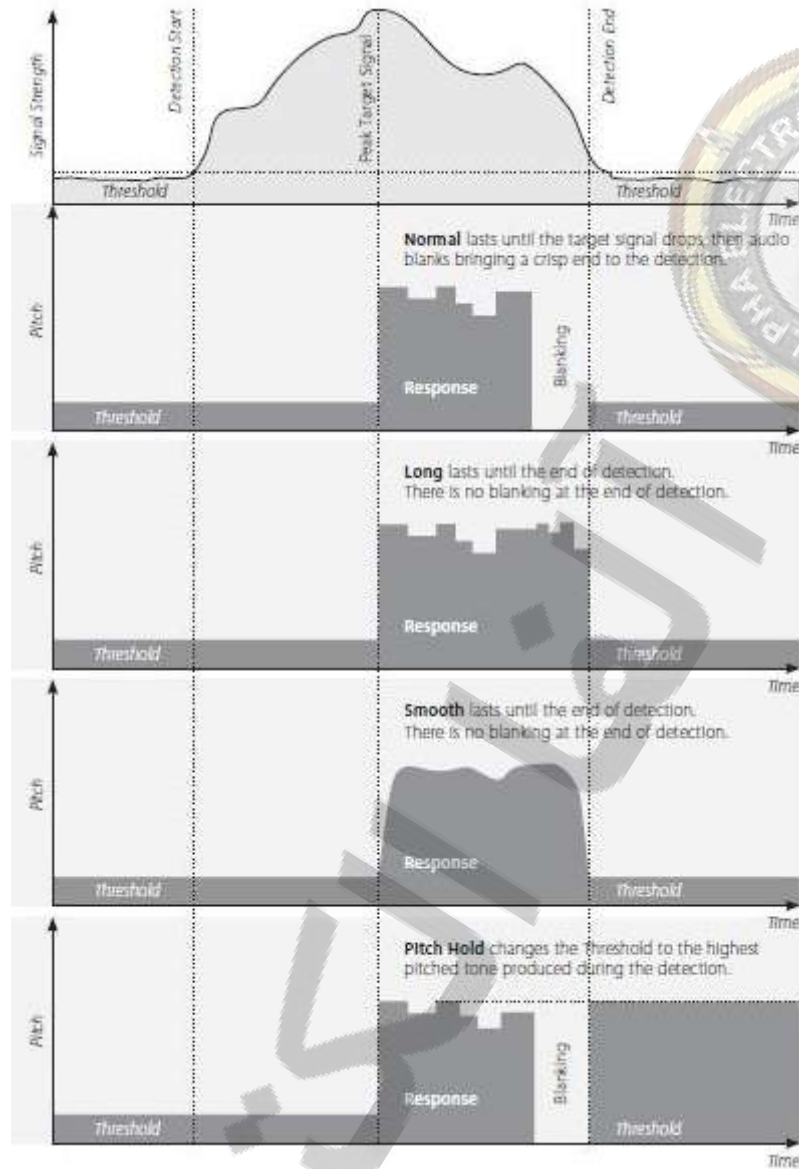 Signal Strength
Detection Start
Peak Target Signal
Detection End
Threshold
Threshold
Time
Normal lasts until the target signal drops, then audio
blanks bringing a crisp end to the detection.
Pitch
Response
Blanking
Threshold
Threshold
Time
Long lasts until the end of detection.
There is no blanking at the end of detection.
Pitch
Response
Threshold
Threshold
Time
Smooth lasts until the end of detection.
There is no blanking at the end of detection.
Pitch
Response
Threshold
Threshold
Time
Pitch Hold changes the Threshold to the highest
pitched tone produced during the detection.
Pitch
Response
Blanking
Threshold
Threshold
Time